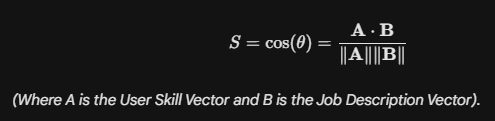 S = cos(θ) = A · B / ‖A‖‖B‖
(Where A is the User Skill Vector and B is the Job Description Vector).